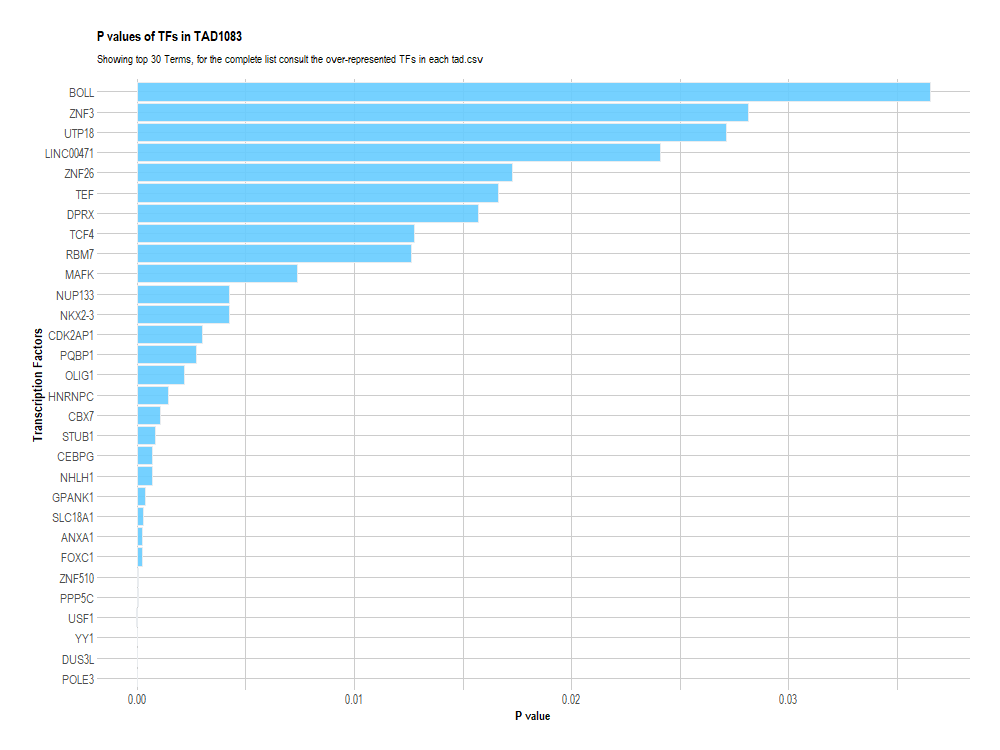 P values of TFs in TAD1083
Showing top 30 Terms, for the complete list consult the over-represented TFs in each tad.csv
BOLL
ZNF3
UTP18
LINC00471
ZNF26
TEF
DPRX
TCF4
RBM7
MAFK
NUP133
NKX2-3
CDK2AP1
PQBP1
OLIG1
HNRNPC
CBX7
STUB1
CEBPG
NHLH1
GPANK1
SLC18A1
ANXA1
FOXC1
ZNF510
PPP5C
USF1
YY1
DUS3L
POLE3
Transcription Factors
0.00 0.01 0.02 0.03
P value